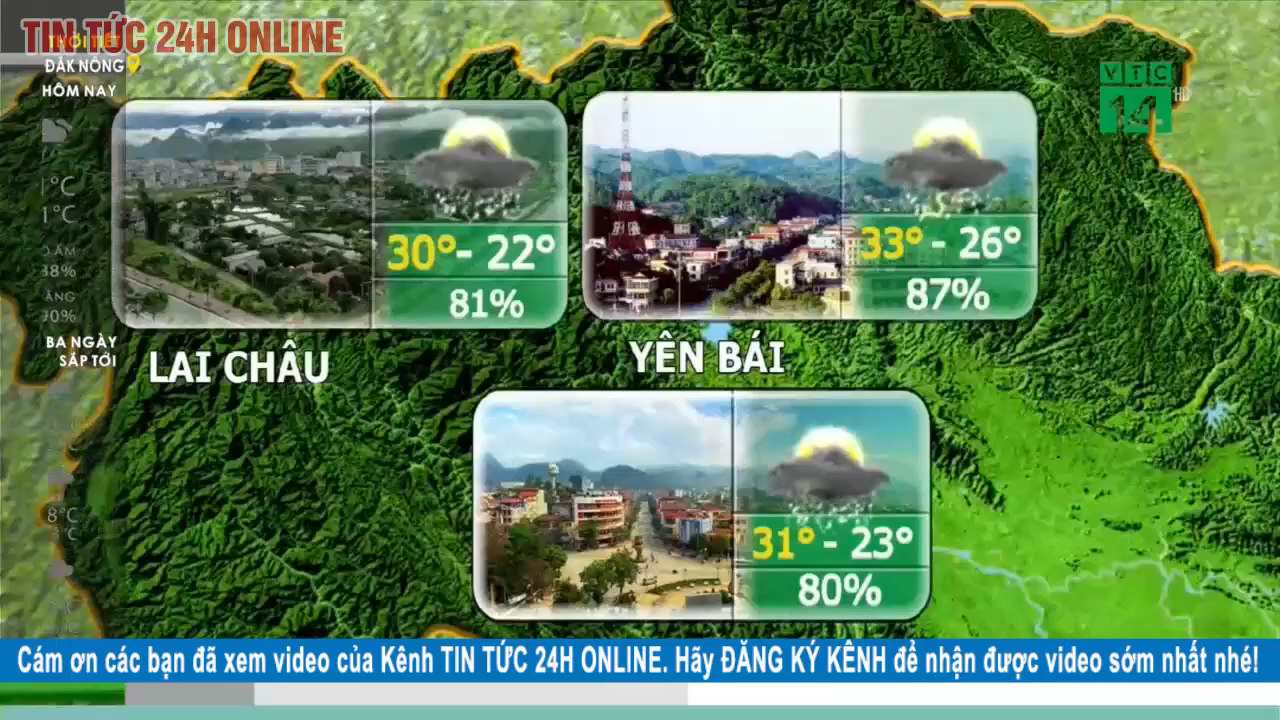 TIN TỨC 24H ONLINE
THỜI TIẾT
ĐẮK NÔNG
HÔM NAY
VTC
14
HD
30° - 22°
81%
33° - 26°
87%
BA NGÀY
SẮP TỚI
LAI CHÂU
YÊN BÁI
31° - 23°
80%
Cám ơn các bạn đã xem video của Kênh TIN TỨC 24H ONLINE. Hãy ĐĂNG KÝ KÊNH để nhận được video sớm nhất nhé!